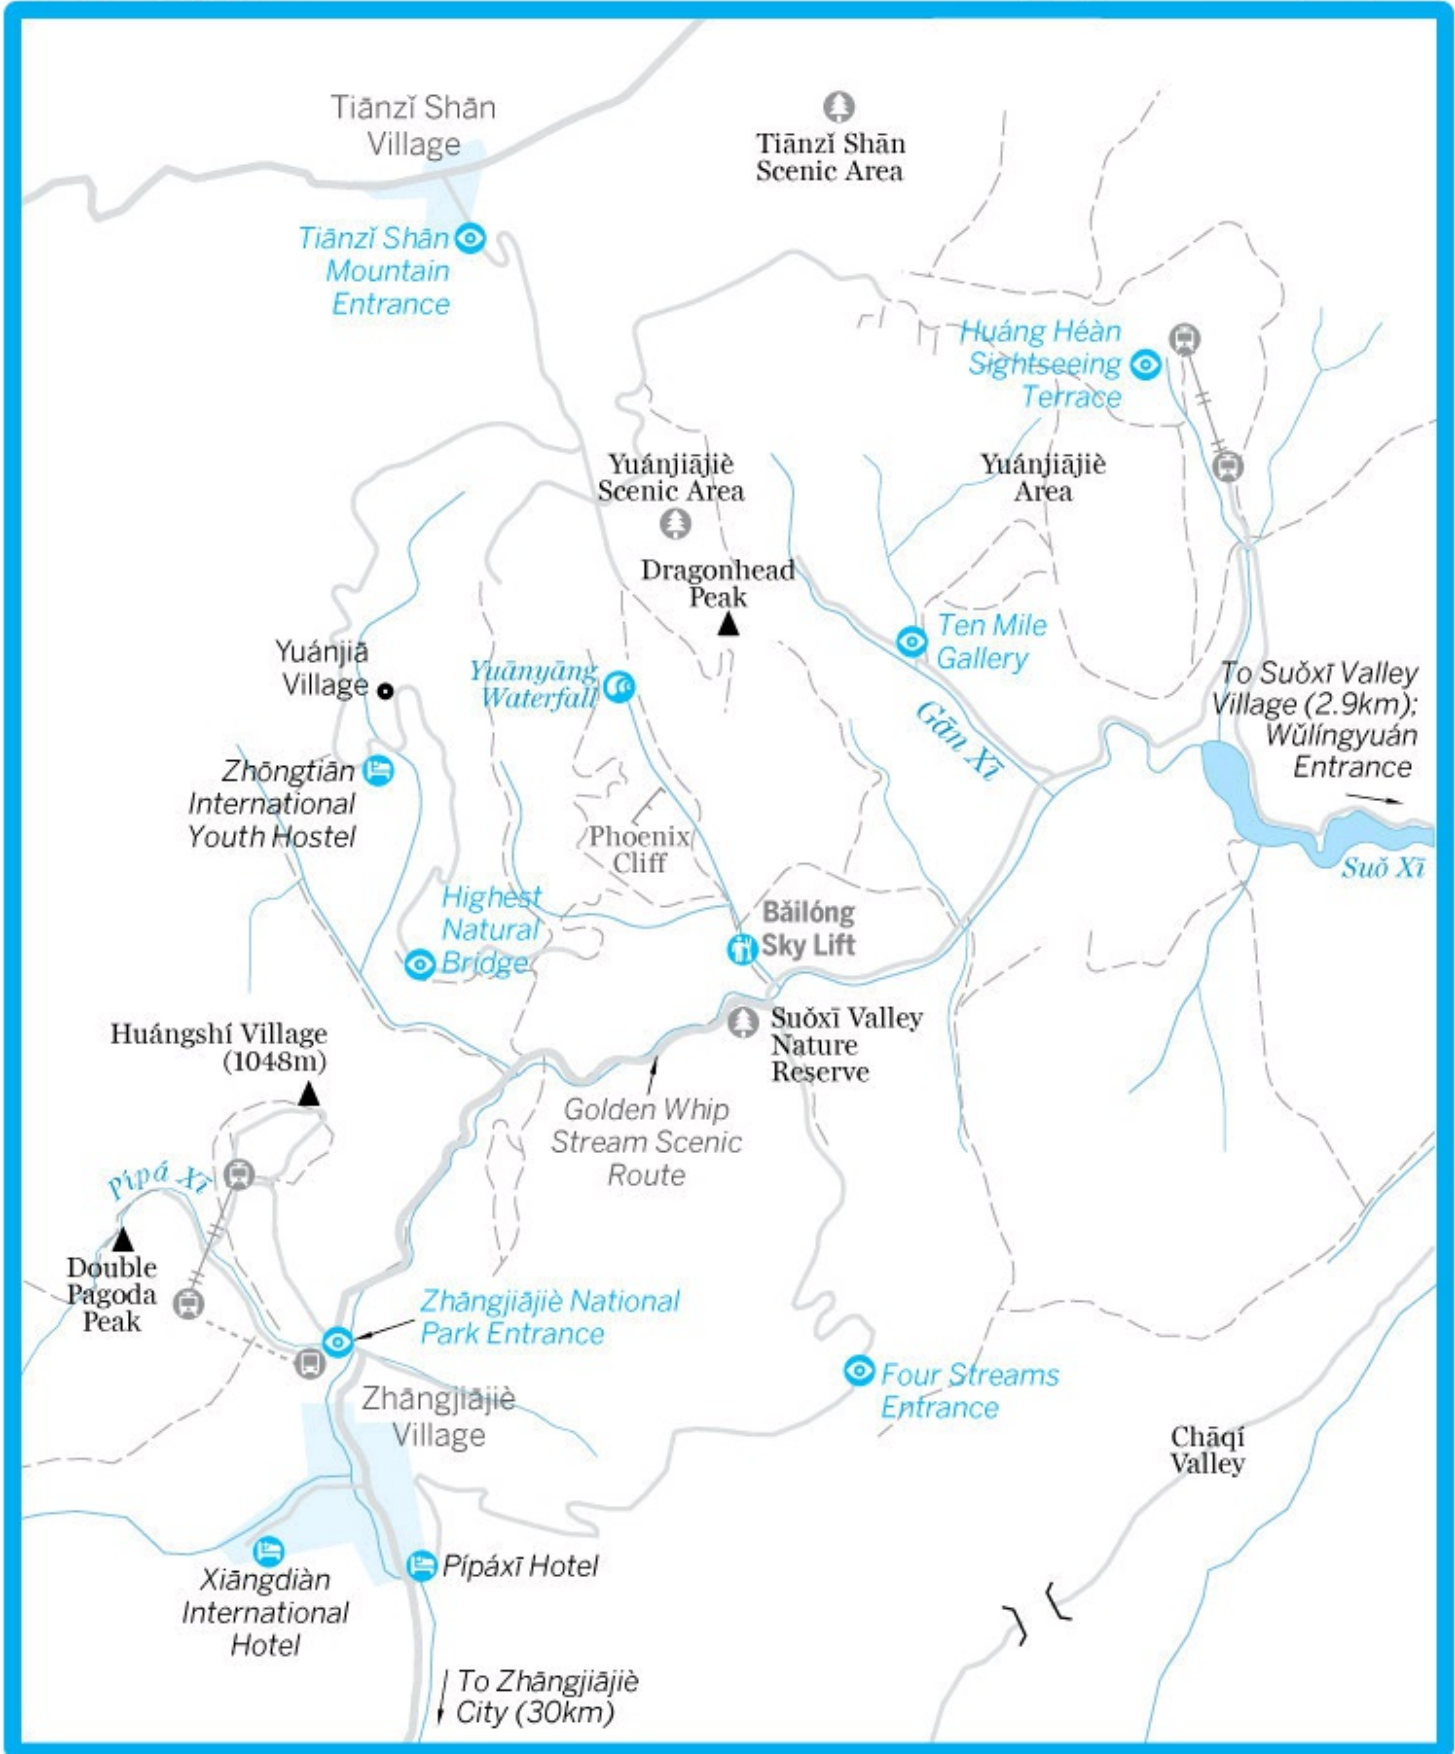 Tiānzǐ Shān
Village
Tiānzǐ Shān
Scenic Area
Tiānzǐ Shān
Mountain
Entrance
Huáng Héàn
Sightseeing
Terrace
Yuánjiājiè
Scenic Area
Yuánjiājiè
Area
Dragonhead
Peak
Ten Mile
Gallery
Yuánjiā
Village
Yuānyāng
Waterfall
To Suǒxī Valley
Village (2.9km);
Wǔlíngyuán
Entrance
Gān Xī
Zhōngtiān
International
Youth Hostel
Phoenix
Cliff
Suǒ Xī
Highest
Natural
Bridge
Bǎilóng
Sky Lift
Huángshí Village
(1048m)
Suǒxī Valley
Nature
Reserve
Golden Whip
Stream Scenic
Route
Pípá Xī
Double
Pagoda
Peak
Zhāngjiājiè National
Park Entrance
Four Streams
Entrance
Zhāngjiājiè
Village
Chāqí
Valley
Xiāngdiàn
International
Hotel
Pípáxī Hotel
To Zhāngjiājiè
City (30km)